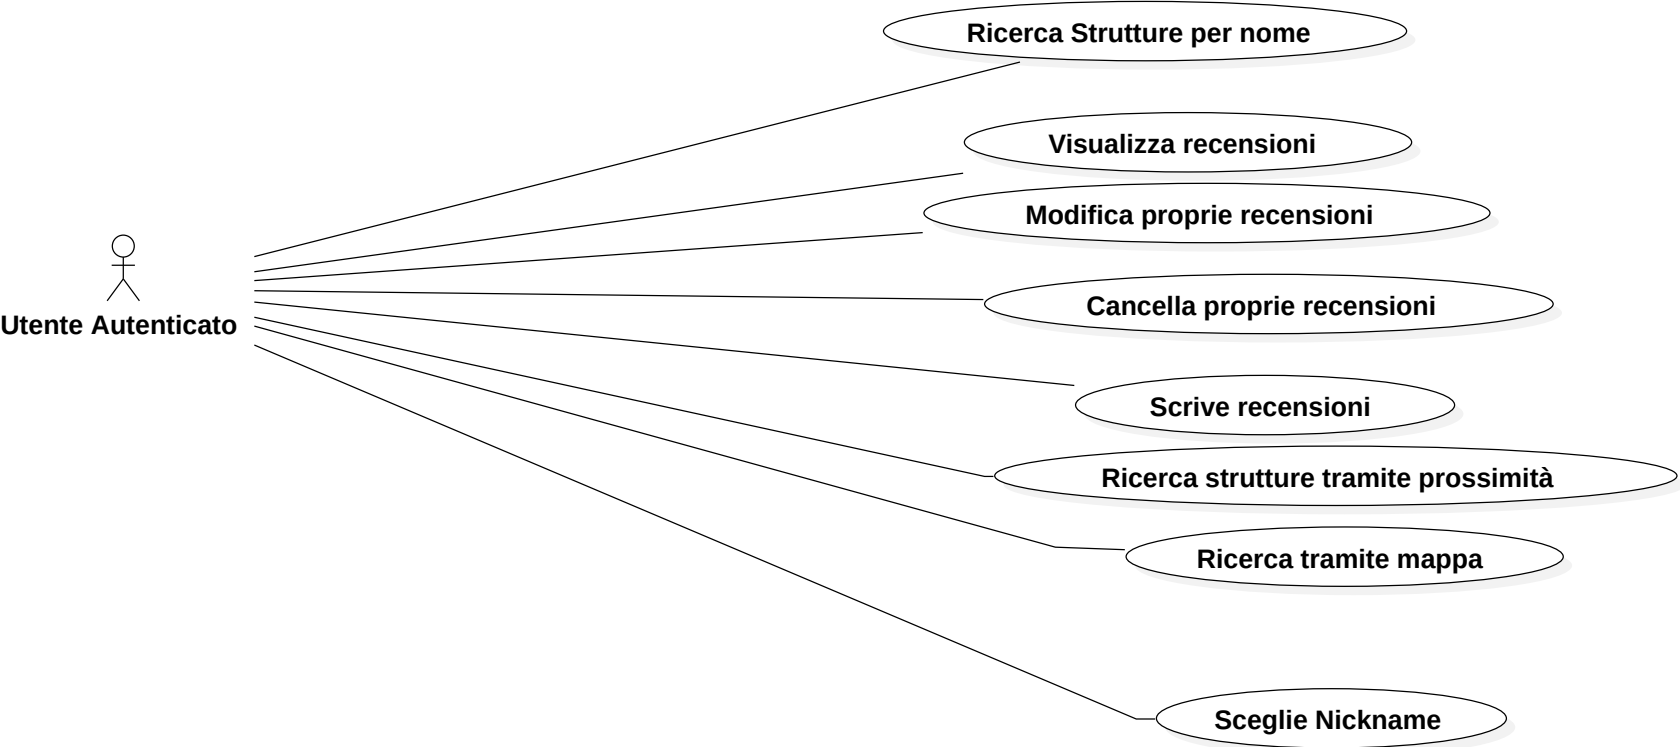 Ricerca Strutture per nome
Visualizza recensioni
Modifica proprie recensioni
Utente Autenticato
Cancella proprie recensioni
Scrive recensioni
Ricerca strutture tramite prossimità
Ricerca tramite mappa
Sceglie Nickname